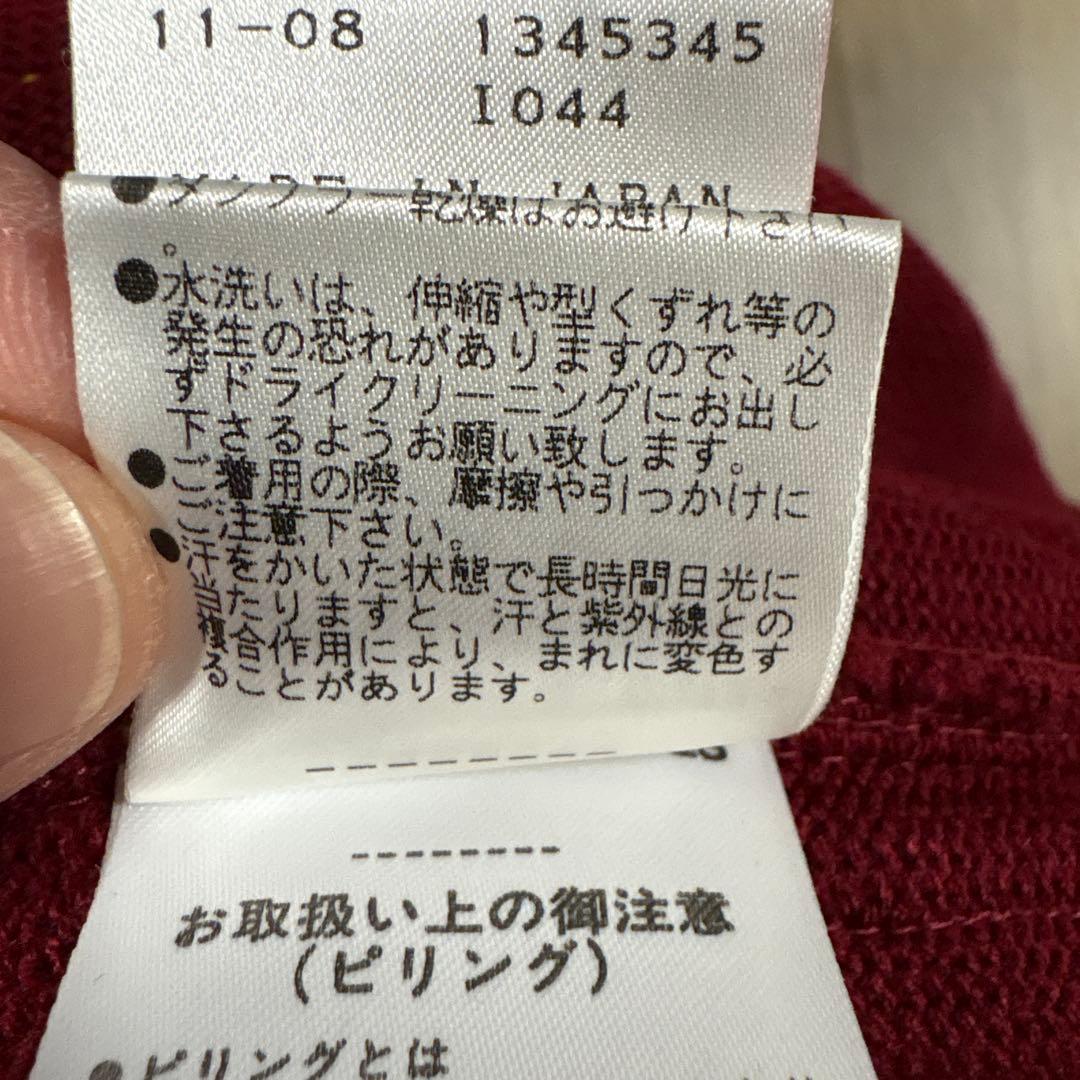 11-08 1345345
I044
●タンブラー乾燥はお避け下さい
。
●水洗いは、伸縮や型くずれ等の
発生の恐れがありますので、必
ずドライクリーニングにお出し
下さるようお願い致します。
●ご着用の際、摩擦や引っかけに
ご注意下さい。
●汗をかいた状態で長時間日光に
当たりますと、汗と紫外線との
複合作用により、まれに変色す
ることがあります。
---------
--------
お取扱い上の御注意
(ピリング)
●ピリングとは